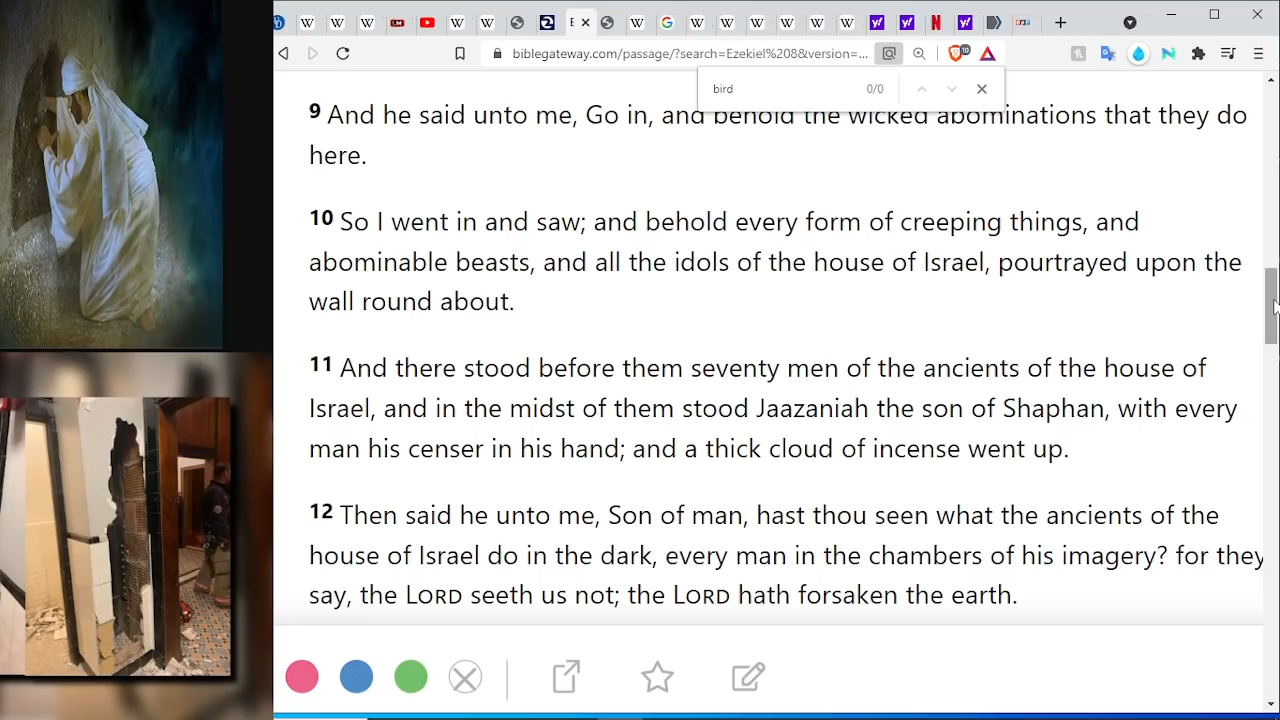 biblegateway.com/passage/?search=Ezekiel%208&version=...
bird 0/0
9 And he said unto me, Go in, and behold the wicked abominations that they do
here.
10 So I went in and saw; and behold every form of creeping things, and
abominable beasts, and all the idols of the house of Israel, pourtrayed upon the
wall round about.
11 And there stood before them seventy men of the ancients of the house of
Israel, and in the midst of them stood Jaazaniah the son of Shaphan, with every
man his censer in his hand; and a thick cloud of incense went up.
12 Then said he unto me, Son of man, hast thou seen what the ancients of the
house of Israel do in the dark, every man in the chambers of his imagery? for they
say, the LORD seeth us not; the LORD hath forsaken the earth.